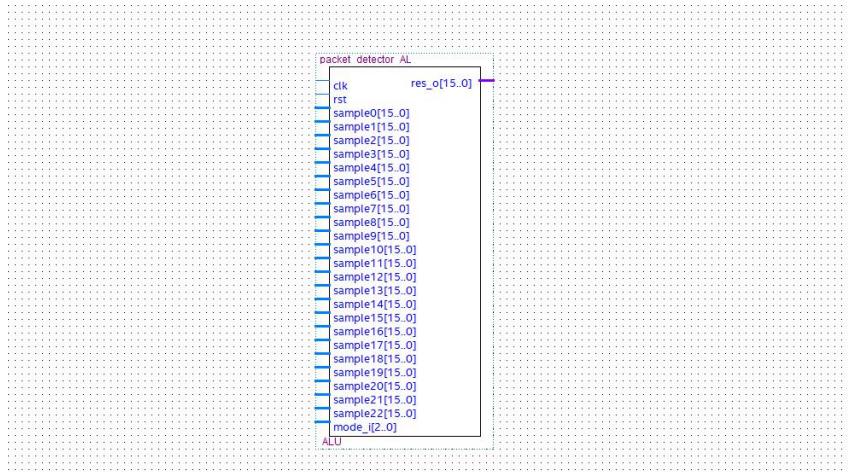 packet detector AL
clk res_o[15..0]
rst
sample0[15..0]
sample1[15..0]
sample2[15..0]
sample3[15..0]
sample4[15..0]
sample5[15..0]
sample6[15..0]
sample7[15..0]
sample8[15..0]
sample9[15..0]
sample10[15..0]
sample11[15..0]
sample12[15..0]
sample13[15..0]
sample14[15..0]
sample15[15..0]
sample16[15..0]
sample17[15..0]
sample18[15..0]
sample19[15..0]
sample20[15..0]
sample21[15..0]
sample22[15..0]
mode_i[2..0]
ALU